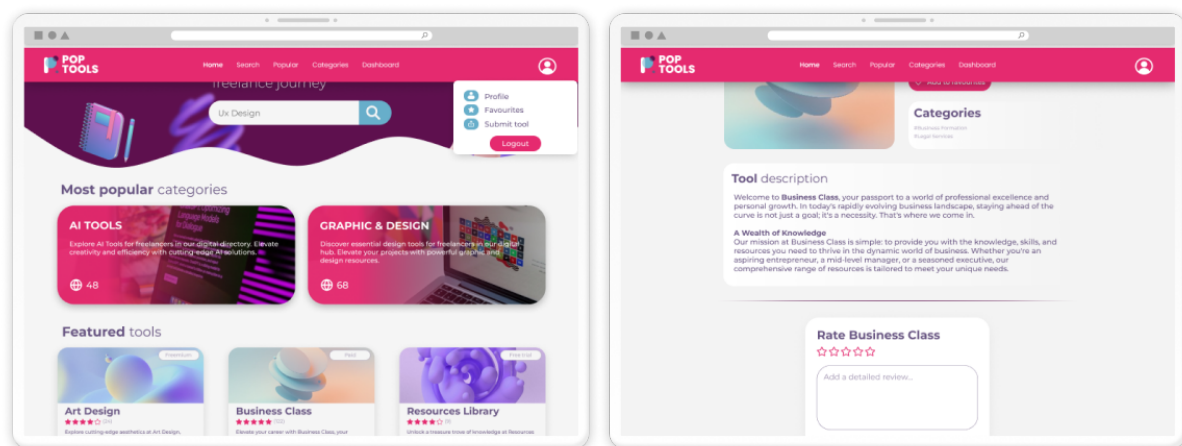 POP
TOOLS
Home Search Popular Categories Dashboard
freelance journey
Ux Design
Profile
Favourites
Submit tool
Logout
Most popular categories
AI TOOLS
Explore AI Tools for freelancers in our digital directory. Elevate
creativity and efficiency with cutting-edge AI solutions.
48
GRAPHIC & DESIGN
Discover essential design tools for freelancers in our digital
hub. Elevate your projects with powerful graphic and
design resources.
68
Featured tools
Freemium
Art Design
Explore cutting-edge aesthetics at Art Design,
Paid
Business Class
Elevate your career with Business Class, your
Free trial
Resources Library
Unlock a treasure trove of knowledge at Resources
POP
TOOLS
Home Search Popular Categories Dashboard
Add to favourites
Categories
#Business Formation
#Legal Services
Tool description
Welcome to Business Class, your passport to a world of professional excellence and
personal growth. In today's rapidly evolving business landscape, staying ahead of the
curve is not just a goal; it's a necessity. That's where we come in.
A Wealth of Knowledge
Our mission at Business Class is simple: to provide you with the knowledge, skills, and
resources you need to thrive in the dynamic world of business. Whether you're an
aspiring entrepreneur, a mid-level manager, or a seasoned executive, our
comprehensive range of resources is tailored to meet your unique needs.
Rate Business Class
Add a detailed review...